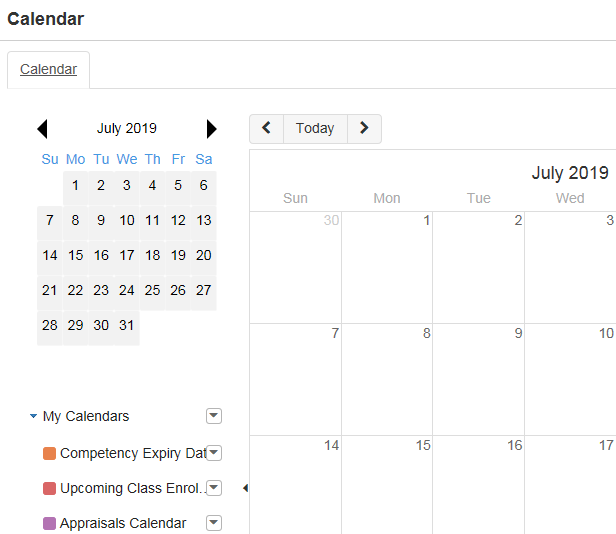 Calendar
Calendar
July 2019
Su Mo Tu We Th Fr Sa
1 2 3 4 5 6
7 8 9 10 11 12 13
14 15 16 17 18 19 20
21 22 23 24 25 26 27
28 29 30 31
My Calendars
Competency Expiry Dat
Upcoming Class Enrol...
Appraisals Calendar
Today
July 2019
Sun Mon Tue Wed
30 1 2 3
7 8 9 10
14 15 16 17